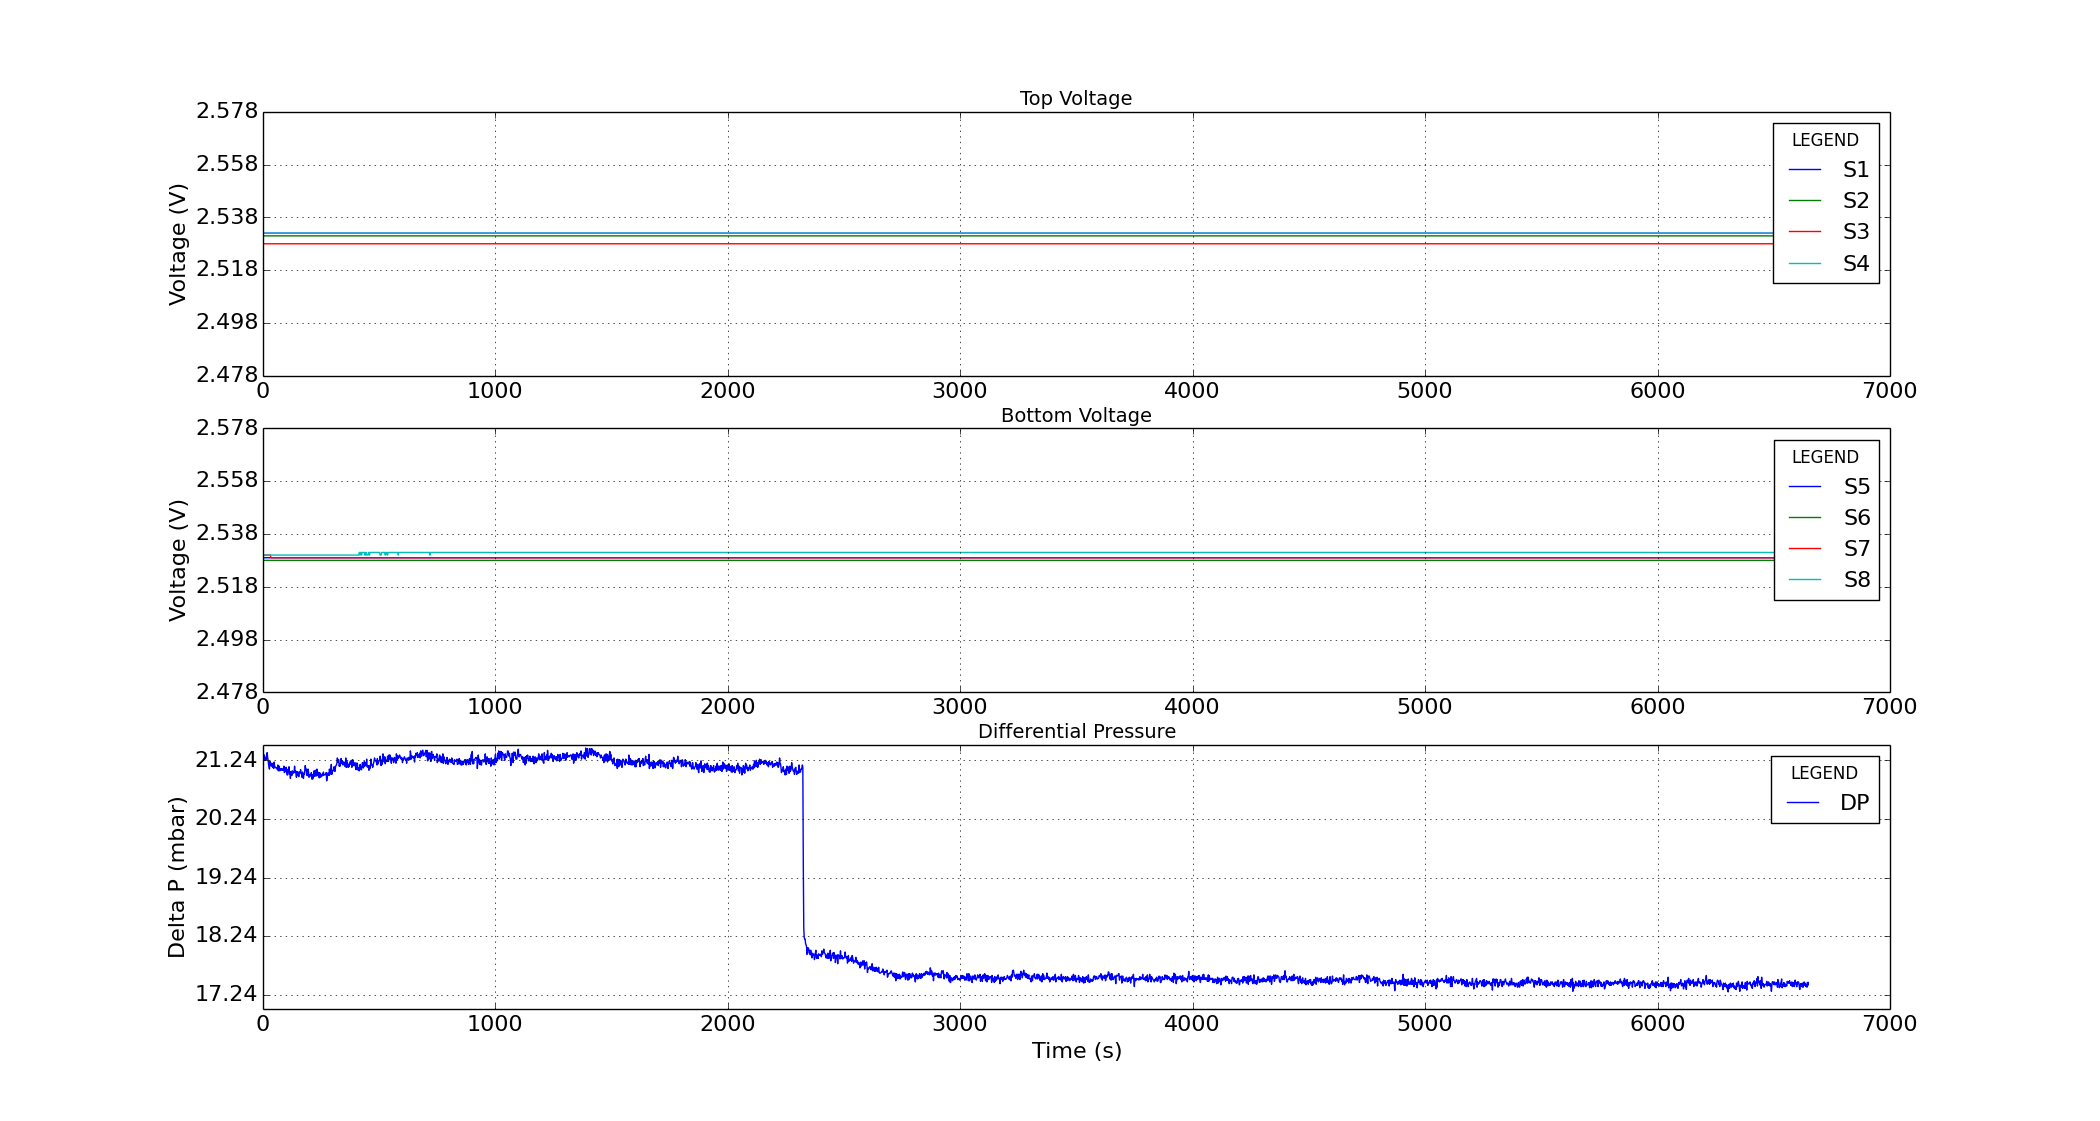 Top Voltage
2.578
2.558
2.538
2.518
2.498
2.478
Voltage (V)
0 1000 2000 3000 4000 5000 6000 7000
LEGEND
S1
S2
S3
S4
Bottom Voltage
2.578
2.558
2.538
2.518
2.498
2.478
Voltage (V)
0 1000 2000 3000 4000 5000 6000 7000
LEGEND
S5
S6
S7
S8
Differential Pressure
21.24
20.24
19.24
18.24
17.24
Delta P (mbar)
0 1000 2000 3000 4000 5000 6000 7000
LEGEND
DP
Time (s)